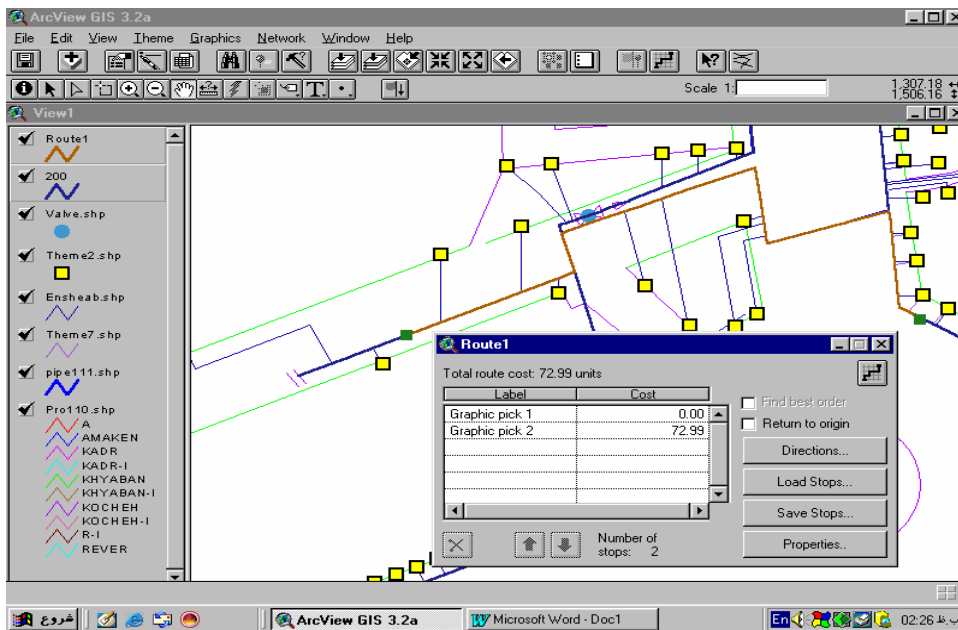 ArcView GIS 3.2a
File Edit View Theme Graphics Network Window Help
Scale 1:
1,307.18
1,506.16
View1
Route1
200
Valve.shp
Theme2.shp
Ensheab.shp
Theme7.shp
pipe111.shp
Pro110.shp
A
AMAKEN
KADR
KADR-I
KHYABAN
KHYABAN-I
KOCHEH
KOCHEH-I
R-I
REVER
Route1
Total route cost: 72.99 units
Label Cost
Graphic pick 1 0.00
Graphic pick 2 72.99
Find best order
Return to origin
Directions...
Load Stops...
Save Stops...
Properties..
Number of
stops: 2
شروع
ArcView GIS 3.2a
Microsoft Word - Doc1
En
02:26 ب.ظ